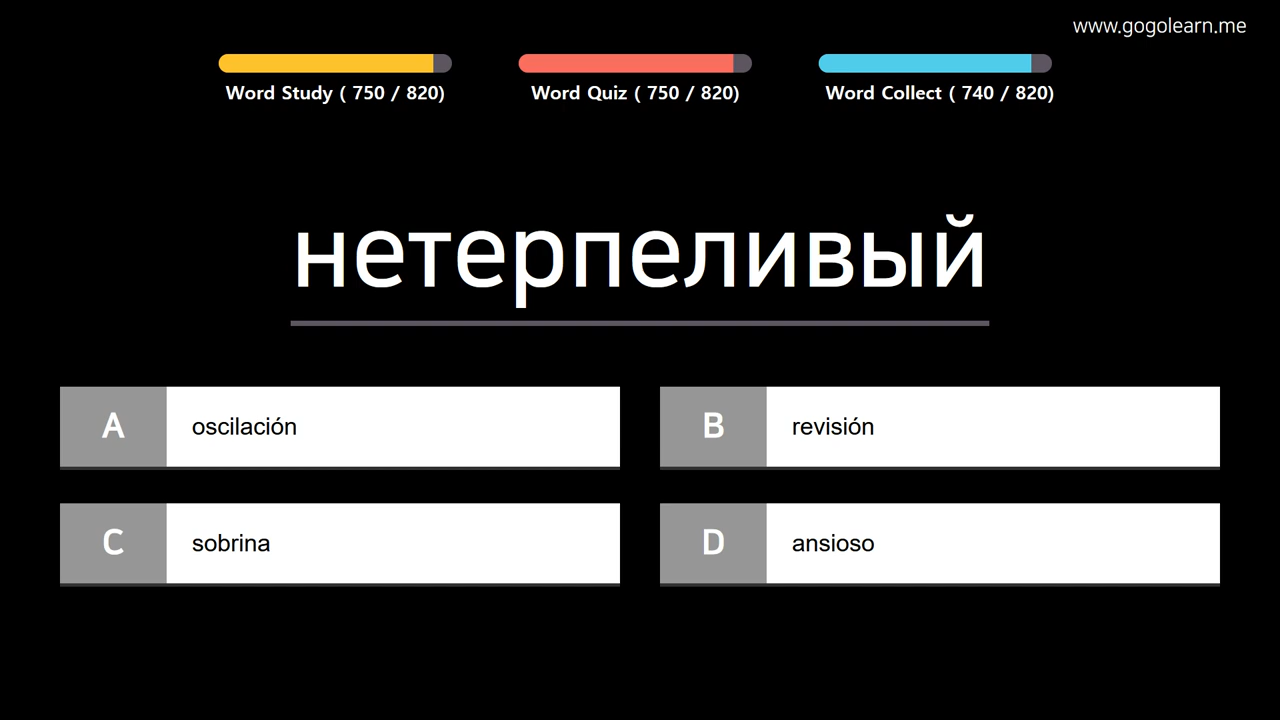 www.gogolearn.me
Word Study ( 750 / 820)
Word Quiz ( 750 / 820)
Word Collect ( 740 / 820)
нетерпеливый
A oscilación
B revisión
C sobrina
D ansioso